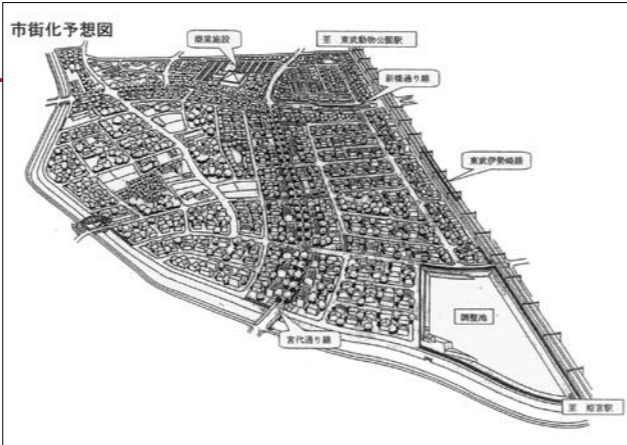 市街化予想図
商業施設
至 東武動物公園駅
新橋通り線
東武伊勢崎線
調整池
宮代通り線
至 姫宮駅